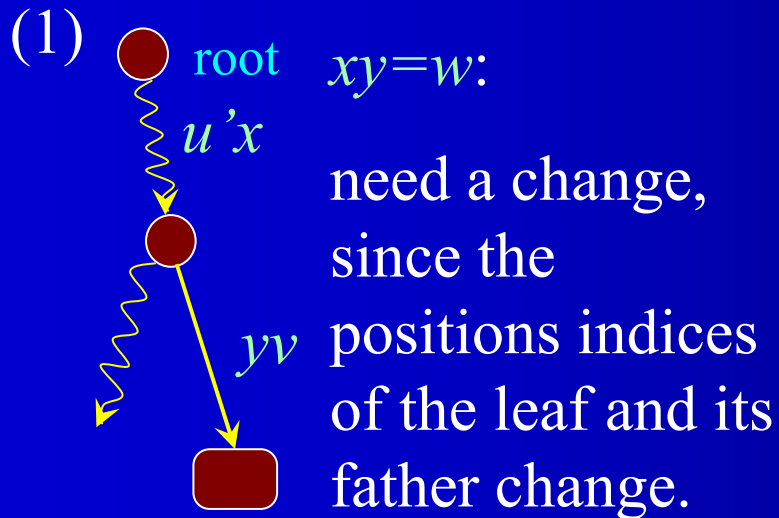 (1)
root
xy=w:
u’x
need a change,
since the
positions indices
yv
of the leaf and its
father change.